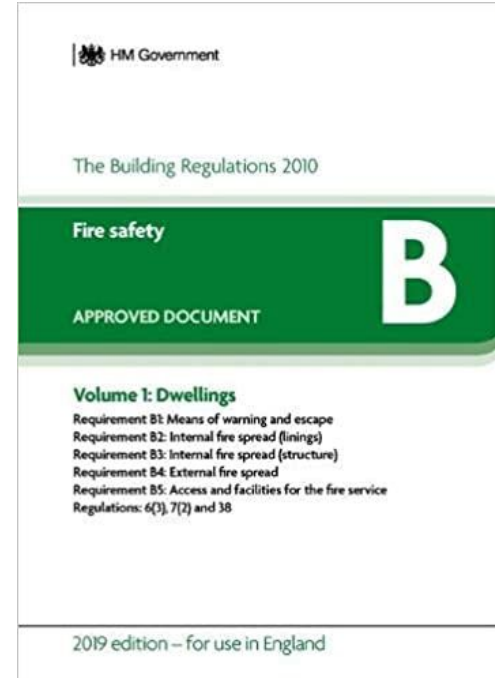 HM Government
The Building Regulations 2010
Fire safety
B
APPROVED DOCUMENT
Volume 1: Dwellings
Requirement B1: Means of warning and escape
Requirement B2: Internal fire spread (linings)
Requirement B3: Internal fire spread (structure)
Requirement B4: External fire spread
Requirement B5: Access and facilities for the fire service
Regulations: 6(3), 7(2) and 38
2019 edition – for use in England